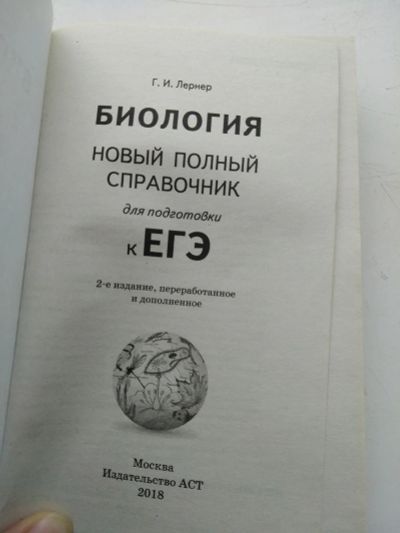 Г. И. Лернер
БИОЛОГИЯ
НОВЫЙ ПОЛНЫЙ
СПРАВОЧНИК
для подготовки
к ЕГЭ
2-е издание, переработанное
и дополненное
Москва
Издательство АСТ
2018